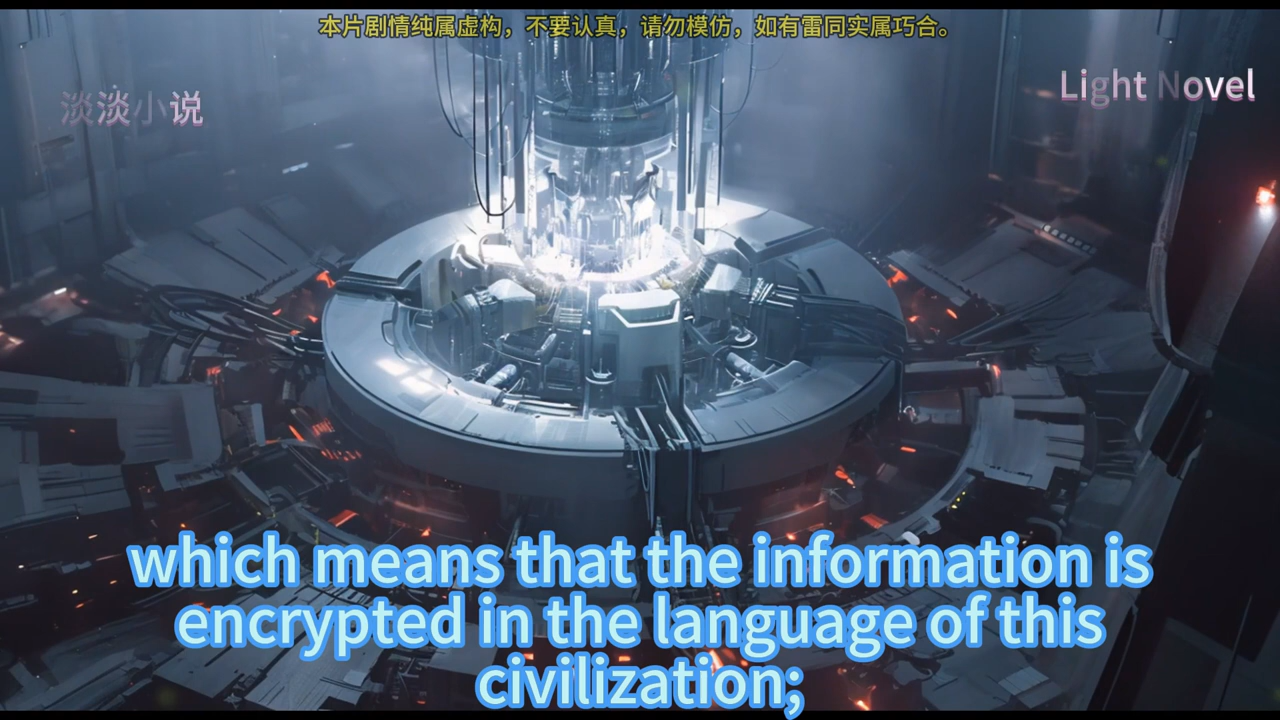 本片剧情纯属虚构，不要认真，请勿模仿，如有雷同实属巧合。
淡淡小说
Light Novel
which means that the information is
encrypted in the language of this
civilization;